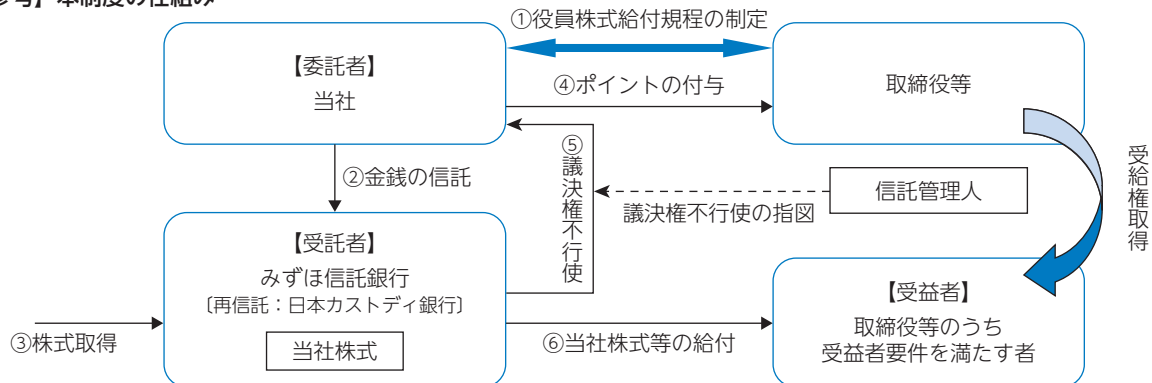 【参考】本制度の仕組み
①役員株式給付規程の制定
【委託者】
当社
④ポイントの付与
取締役等
②金銭の信託
⑤議決権不行使
議決権不行使の指図
信託管理人
受給権取得
【受託者】
みずほ信託銀行
〔再信託：日本カストディ銀行〕
当社株式
③株式取得
⑥当社株式等の給付
【受益者】
取締役等のうち
受益者要件を満たす者